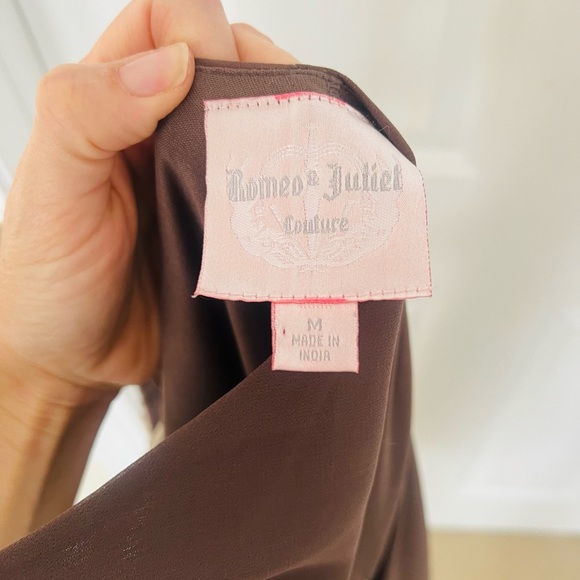 Romeo & Juliet
Couture
M
MADE IN
INDIA